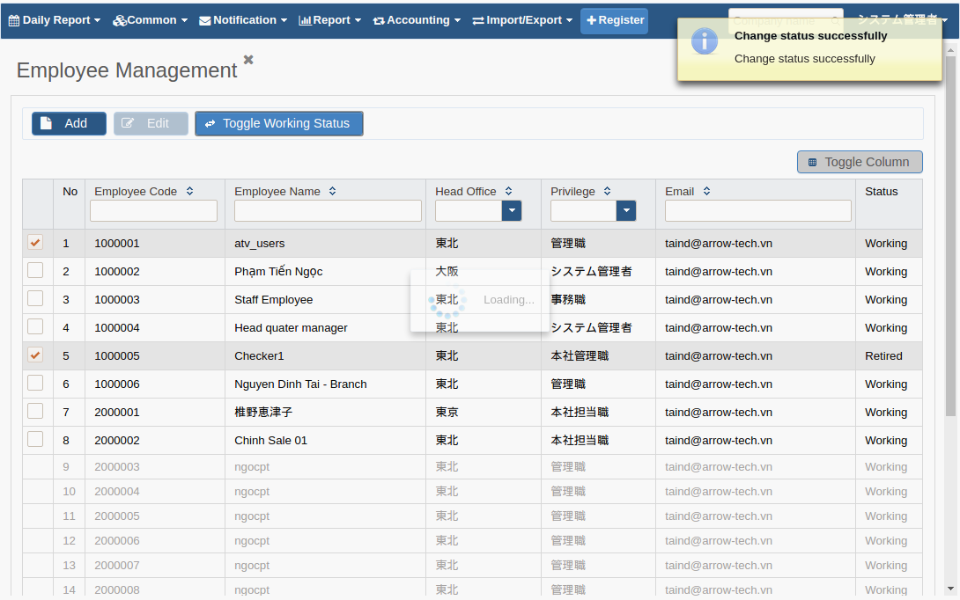 Daily Report Common Notification Report Accounting Import/Export Register システム管理者
Change status successfully
Change status successfully
Employee Management
Add Edit Toggle Working Status
Toggle Column
No Employee Code Employee Name Head Office Privilege Email Status
1 1000001 atv_users 東北 管理職 taind@arrow-tech.vn Working
2 1000002 Phạm Tiến Ngọc 大阪 システム管理者 taind@arrow-tech.vn Working
3 1000003 Staff Employee 東北 事務職 taind@arrow-tech.vn Working
Loading...
4 1000004 Head quater manager 東北 システム管理者 taind@arrow-tech.vn Working
5 1000005 Checker1 東北 本社管理職 taind@arrow-tech.vn Retired
6 1000006 Nguyen Dinh Tai - Branch 東北 管理職 taind@arrow-tech.vn Working
7 2000001 椎野恵津子 東京 本社担当職 taind@arrow-tech.vn Working
8 2000002 Chinh Sale 01 東北 本社担当職 taind@arrow-tech.vn Working
9 2000003 ngocpt 東北 管理職 taind@arrow-tech.vn Working
10 2000004 ngocpt 東北 管理職 taind@arrow-tech.vn Working
11 2000005 ngocpt 東北 管理職 taind@arrow-tech.vn Working
12 2000006 ngocpt 東北 管理職 taind@arrow-tech.vn Working
13 2000007 ngocpt 東北 管理職 taind@arrow-tech.vn Working
14 2000008 ngocpt 東北 管理職 taind@arrow-tech.vn Working